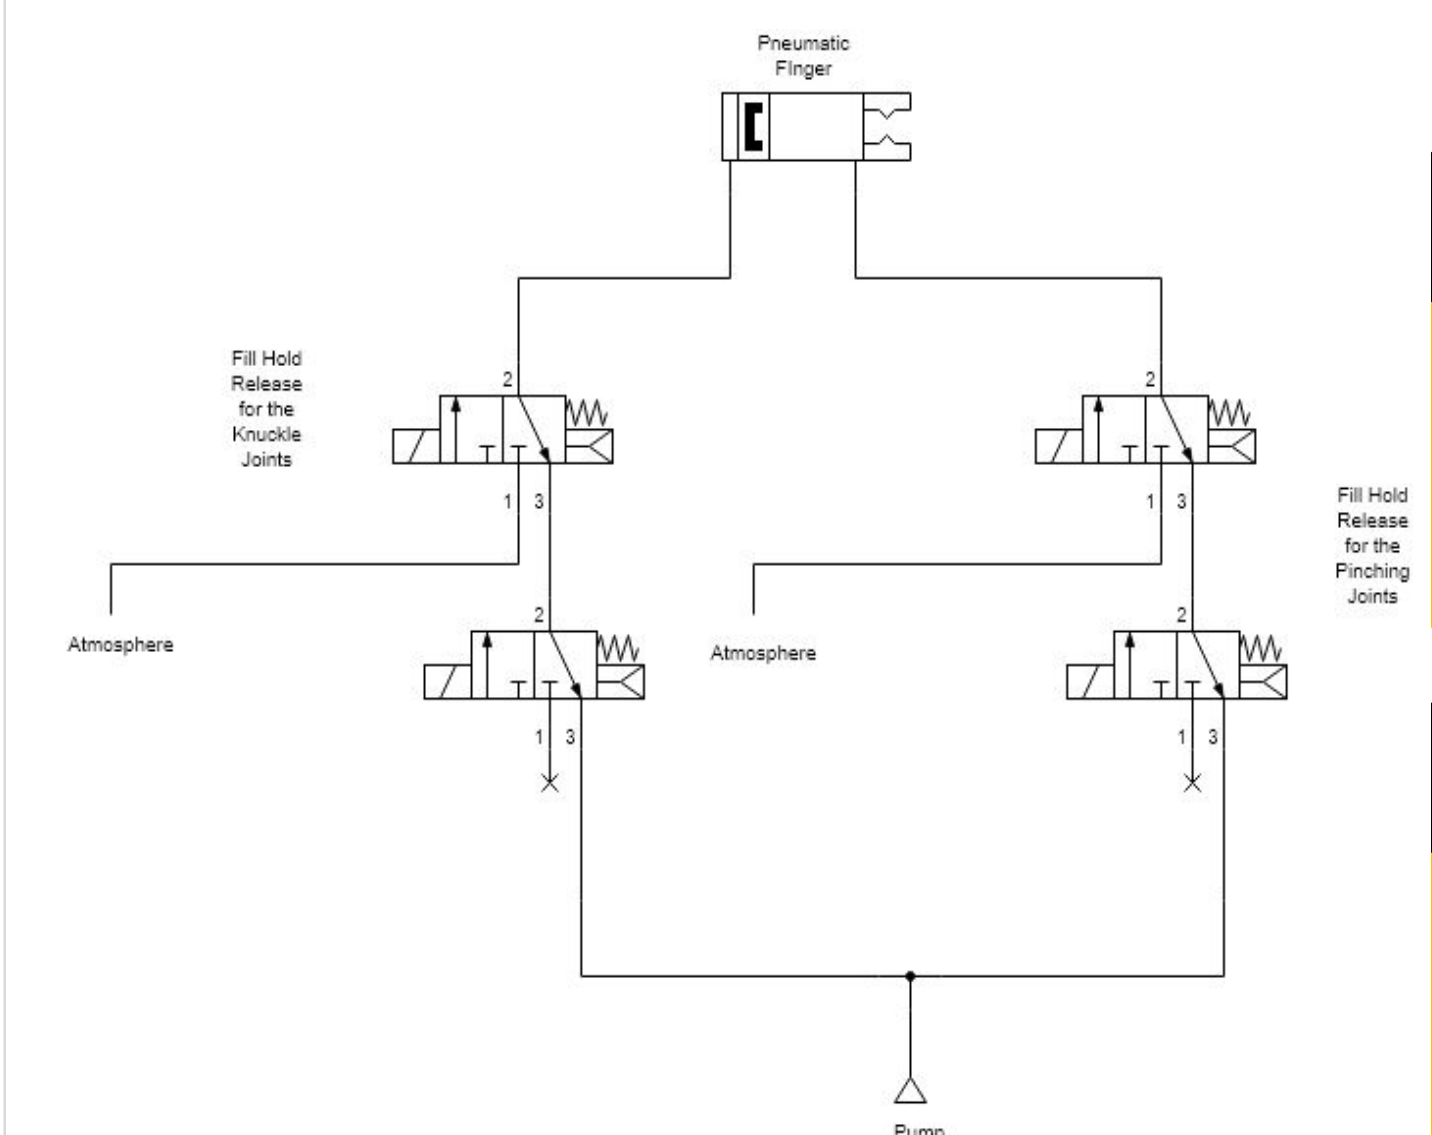 Pneumatic
FInger
Fill Hold
Release
for the
Knuckle
Joints
2
2
1 3
1 3
Fill Hold
Release
for the
Pinching
Joints
Atmosphere
2
Atmosphere
2
1 3
1 3
Pump